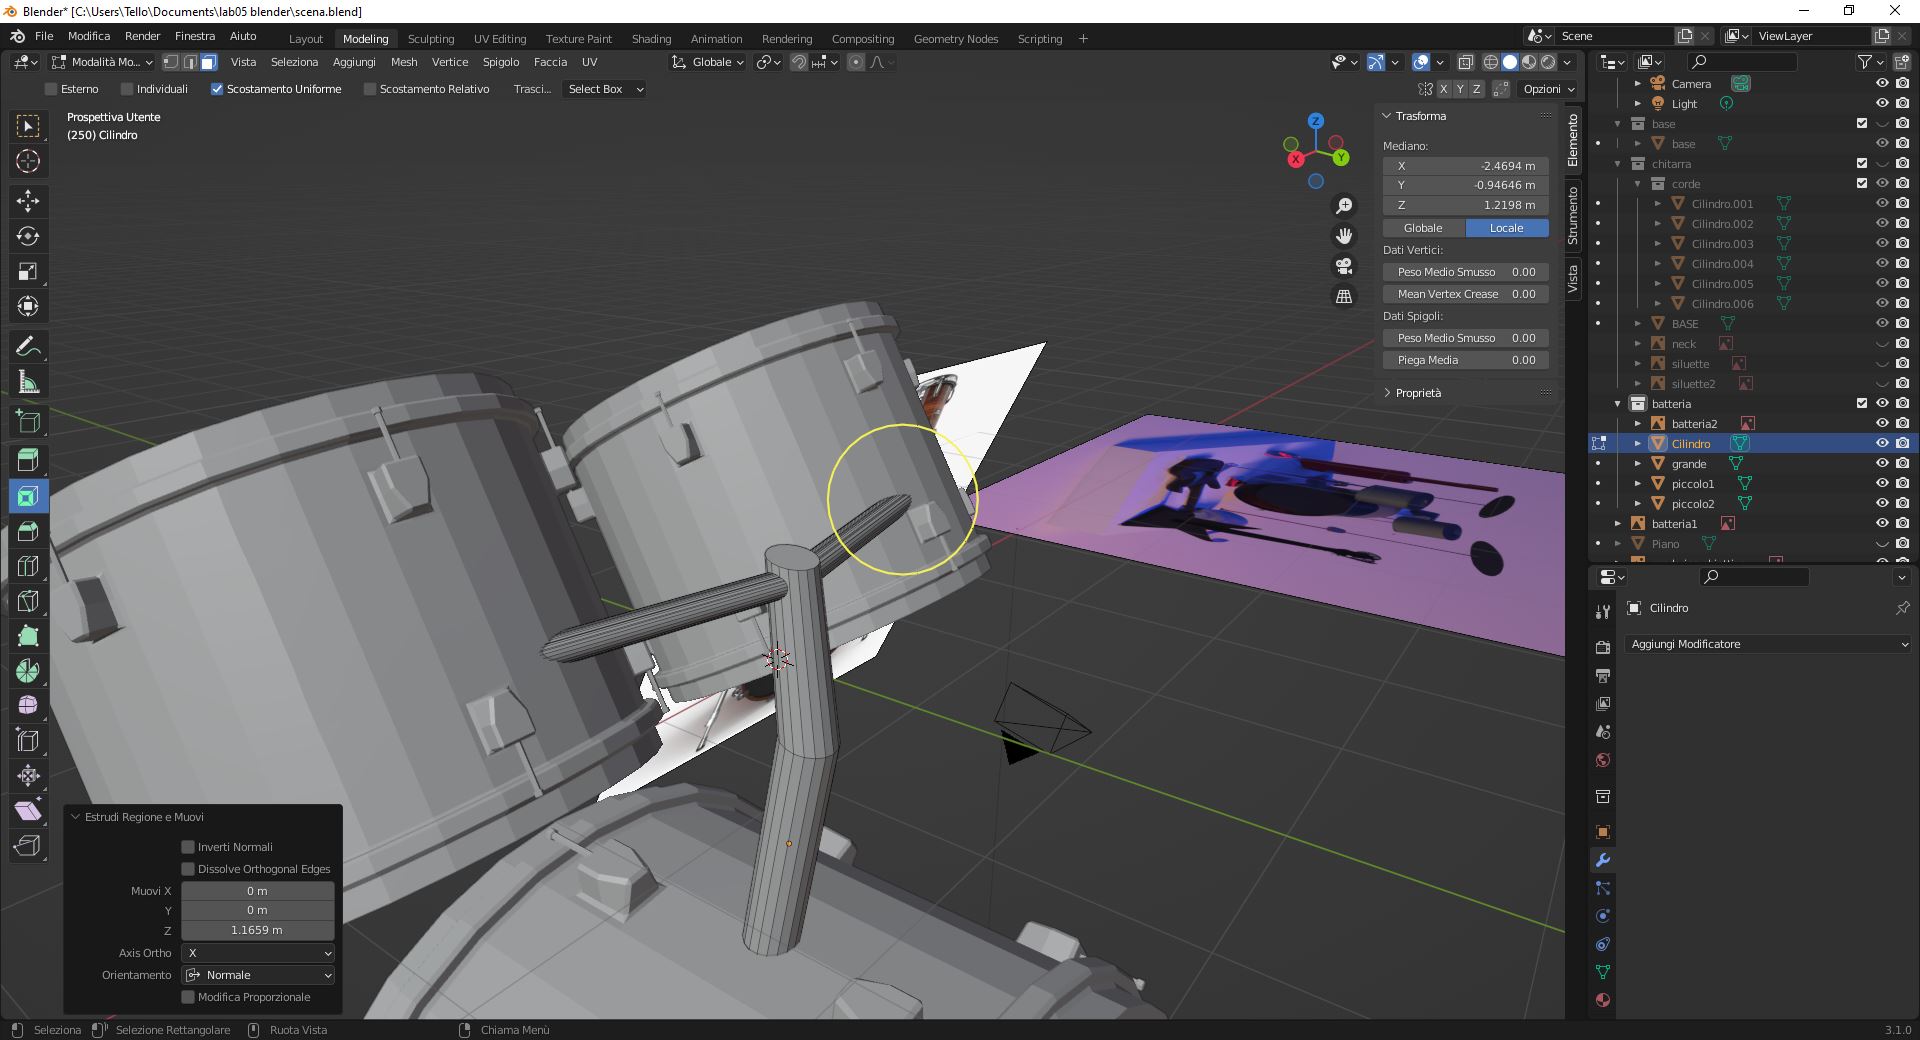 Blender* [C:\Users\Tello\Documents\lab05 blender\scena.blend]
File Modifica Render Finestra Aiuto Layout Modeling Sculpting UV Editing Texture Paint Shading Animation Rendering Compositing Geometry Nodes Scripting + Scene ViewLayer
Modalità Mo... Vista Seleziona Aggiungi Mesh Vertice Spigolo Faccia UV Globale
Esterno Individuali Scostamento Uniforme Scostamento Relativo Trasci... Select Box X Y Z Opzioni
Prospettiva Utente
(250) Cilindro
Z
X
Y
Trasforma
Mediano:
X -2.4694 m
Y -0.94646 m
Z 1.2198 m
Globale Locale
Dati Vertici:
Peso Medio Smusso 0.00
Mean Vertex Crease 0.00
Dati Spigoli:
Peso Medio Smusso 0.00
Piega Media 0.00
Proprietà
Elemento
Strumento
Vista
Camera
Light
base
base
chitarra
corde
Cilindro.001
Cilindro.002
Cilindro.003
Cilindro.004
Cilindro.005
Cilindro.006
BASE
neck
siluette
siluette2
batteria
batteria2
Cilindro
grande
piccolo1
piccolo2
batteria1
Piano
Cilindro
Aggiungi Modificatore
Estrudi Regione e Muovi
Inverti Normali
Dissolve Orthogonal Edges
Muovi X 0 m
Y 0 m
Z 1.1659 m
Axis Ortho X
Orientamento Normale
Modifica Proporzionale
Seleziona Selezione Rettangolare Ruota Vista Chiama Menù 3.1.0